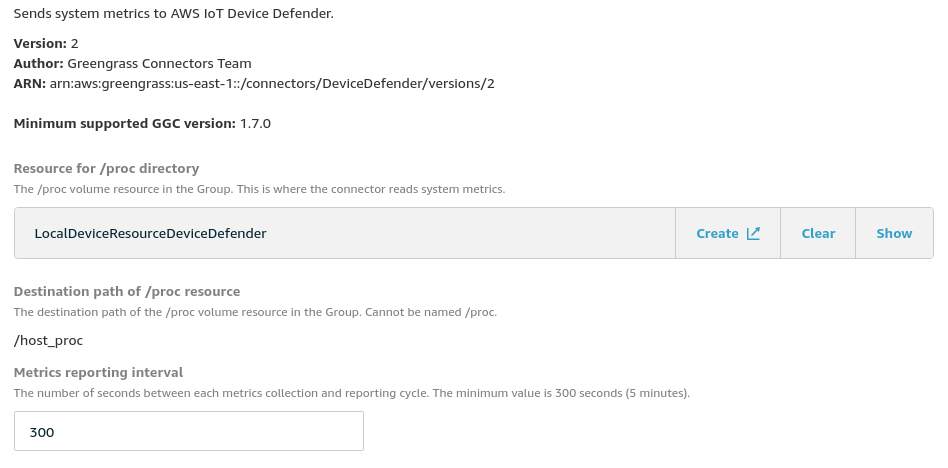 Sends system metrics to AWS IoT Device Defender.
Version: 2
Author: Greengrass Connectors Team
ARN: arn:aws:greengrass:us-east-1::/connectors/DeviceDefender/versions/2
Minimum supported GGC version: 1.7.0
Resource for /proc directory
The /proc volume resource in the Group. This is where the connector reads system metrics.
LocalDeviceResourceDeviceDefender Create Clear Show
Destination path of /proc resource
The destination path of the /proc volume resource in the Group. Cannot be named /proc.
/host_proc
Metrics reporting interval
The number of seconds between each metrics collection and reporting cycle. The minimum value is 300 seconds (5 minutes).
300